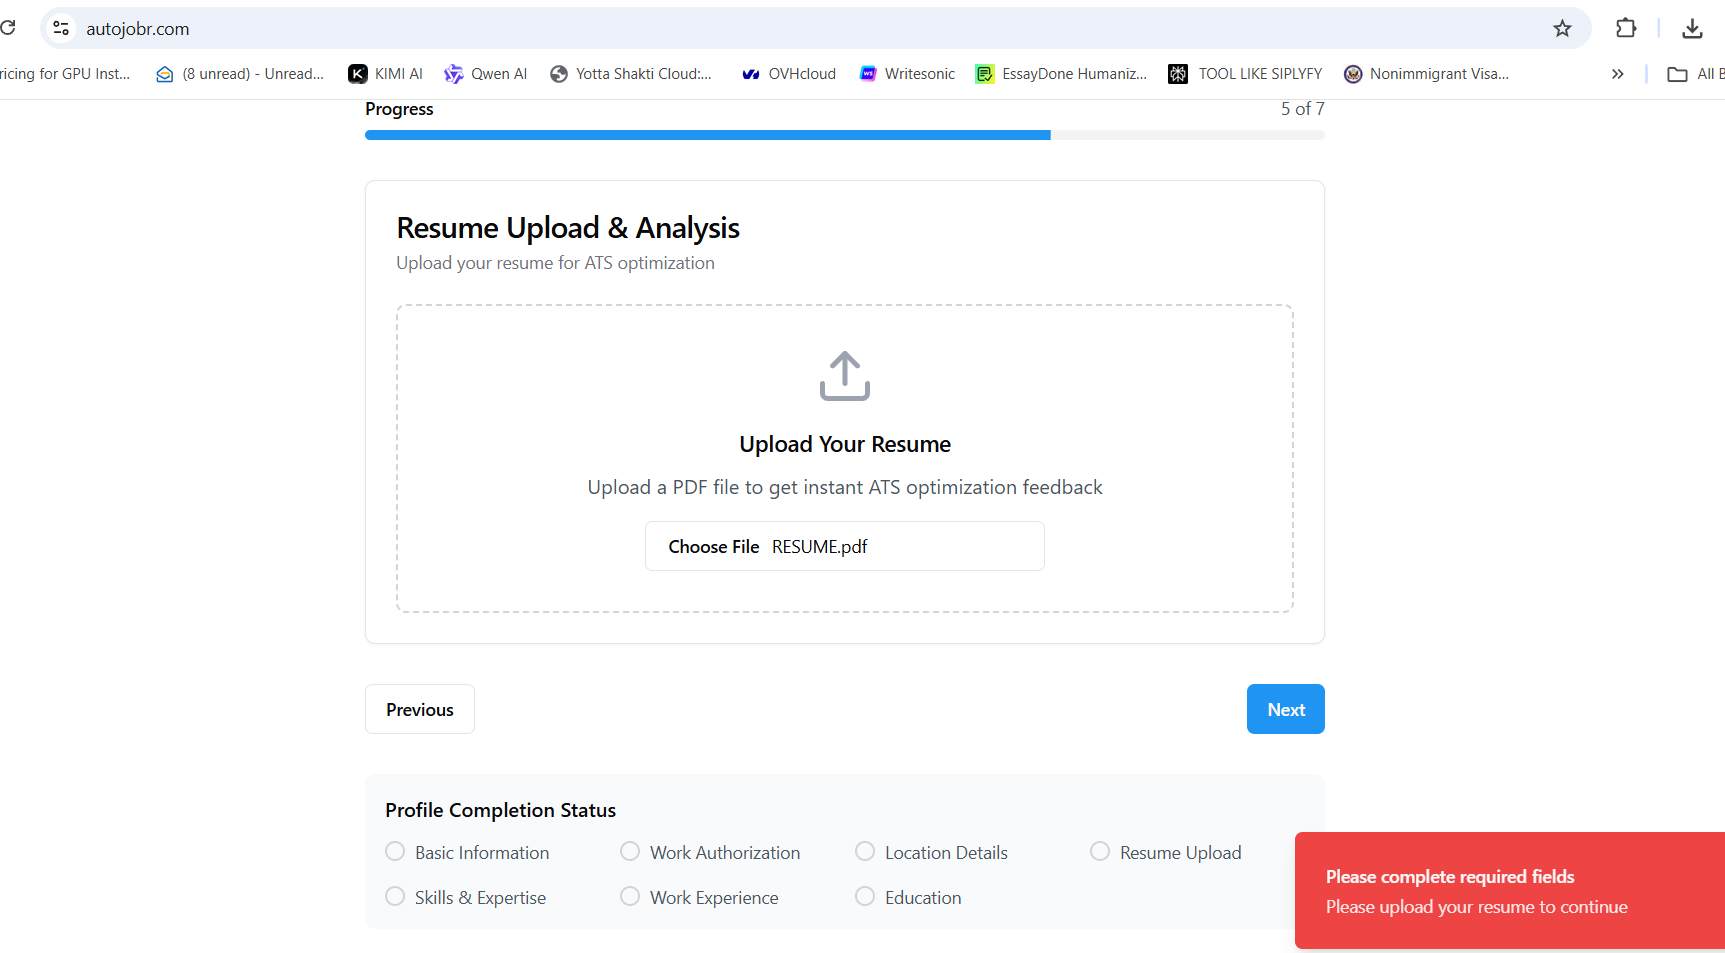 autojobr.com
ricing for GPU Inst... (8 unread) - Unread... KIMI AI Qwen AI Yotta Shakti Cloud:... OVHcloud Writesonic EssayDone Humaniz... TOOL LIKE SIPLYFY Nonimmigrant Visa... » All B
Progress 5 of 7
Resume Upload & Analysis
Upload your resume for ATS optimization
Upload Your Resume
Upload a PDF file to get instant ATS optimization feedback
Choose File RESUME.pdf
Previous Next
Profile Completion Status
Basic Information Work Authorization Location Details Resume Upload
Skills & Expertise Work Experience Education
Please complete required fields
Please upload your resume to continue